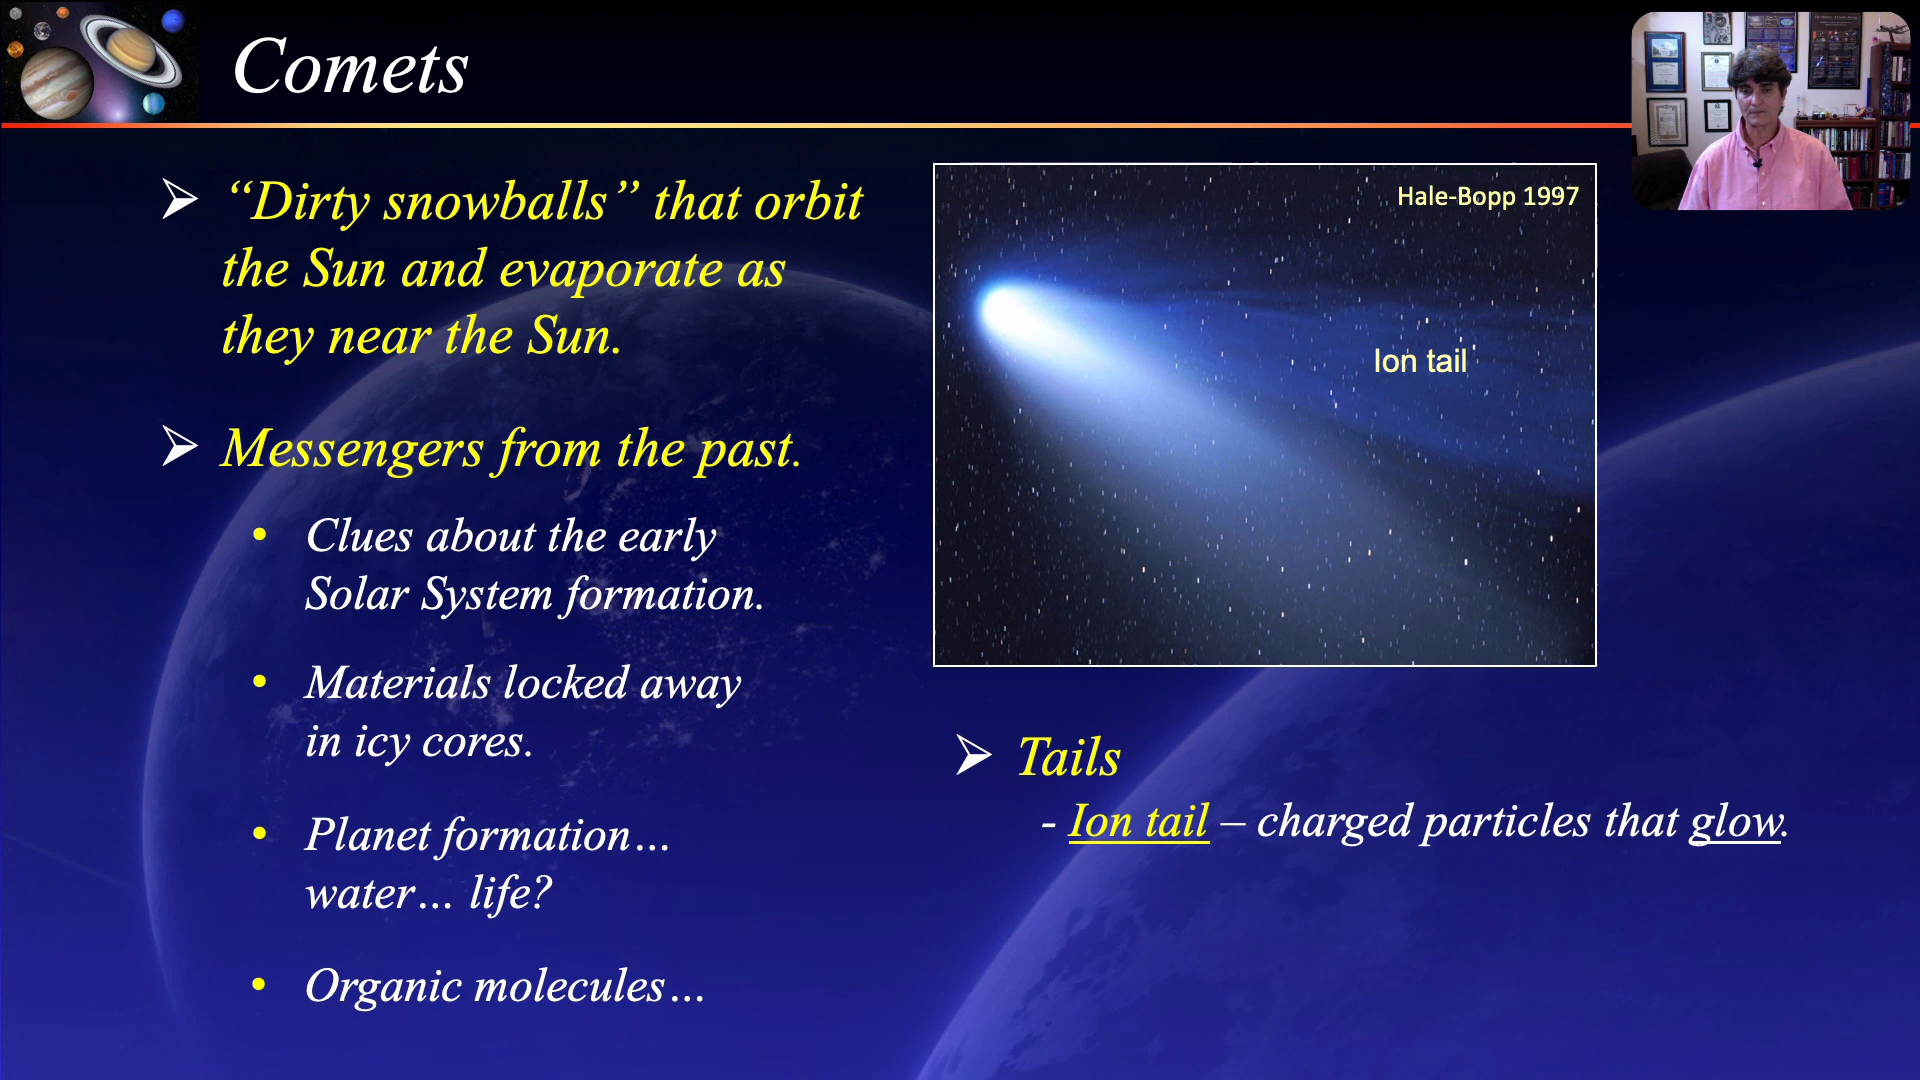 Comets
“Dirty snowballs” that orbit
the Sun and evaporate as
they near the Sun.
Messengers from the past.
Clues about the early
Solar System formation.
Materials locked away
in icy cores.
Planet formation…
water… life?
Organic molecules…
Hale-Bopp 1997
Ion tail
Tails
- Ion tail – charged particles that glow.